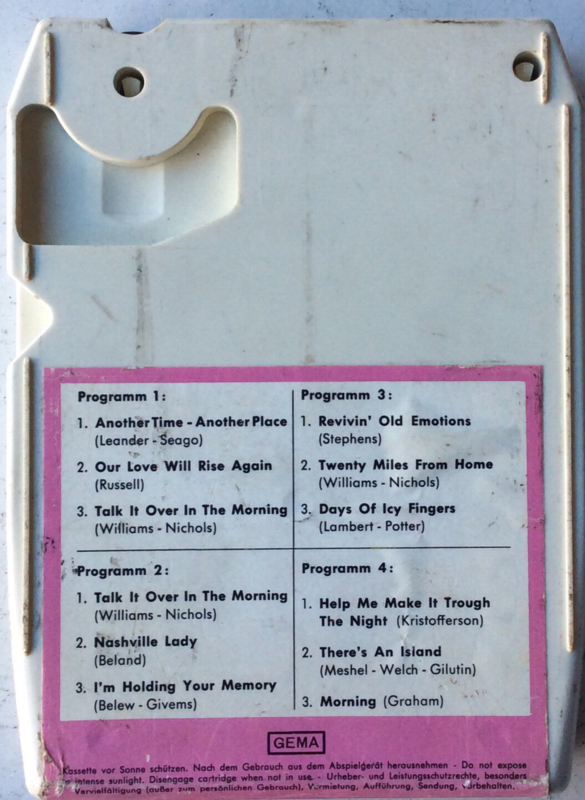 Programm 1:
1. Another Time - Another Place
(Leander - Seago)
2. Our Love Will Rise Again
(Russell)
3. Talk It Over In The Morning
(Williams - Nichols)
Programm 2:
1. Talk It Over In The Morning
(Williams - Nichols)
2. Nashville Lady
(Beland)
3. I'm Holding Your Memory
(Belew - Givems)
Programm 3:
1. Revivin' Old Emotions
(Stephens)
2. Twenty Miles From Home
(Williams - Nichols)
3. Days Of Icy Fingers
(Lambert - Potter)
Programm 4:
1. Help Me Make It Trough
The Night (Kristofferson)
2. There's An Island
(Meshel - Welch - Gilutin)
3. Morning (Graham)
GEMA
Kassette vor Sonne schützen. Nach dem Gebrauch aus dem Abspielgerät herausnehmen - Do not expose
intense sunlight. Disengage cartridge when not in use. - Urheber- und Leistungsschutzrechte, besonders
Vervielfältigung (außer zum persönlichen Gebrauch), Vermietung, Aufführung, Sendung, vorbehalten.